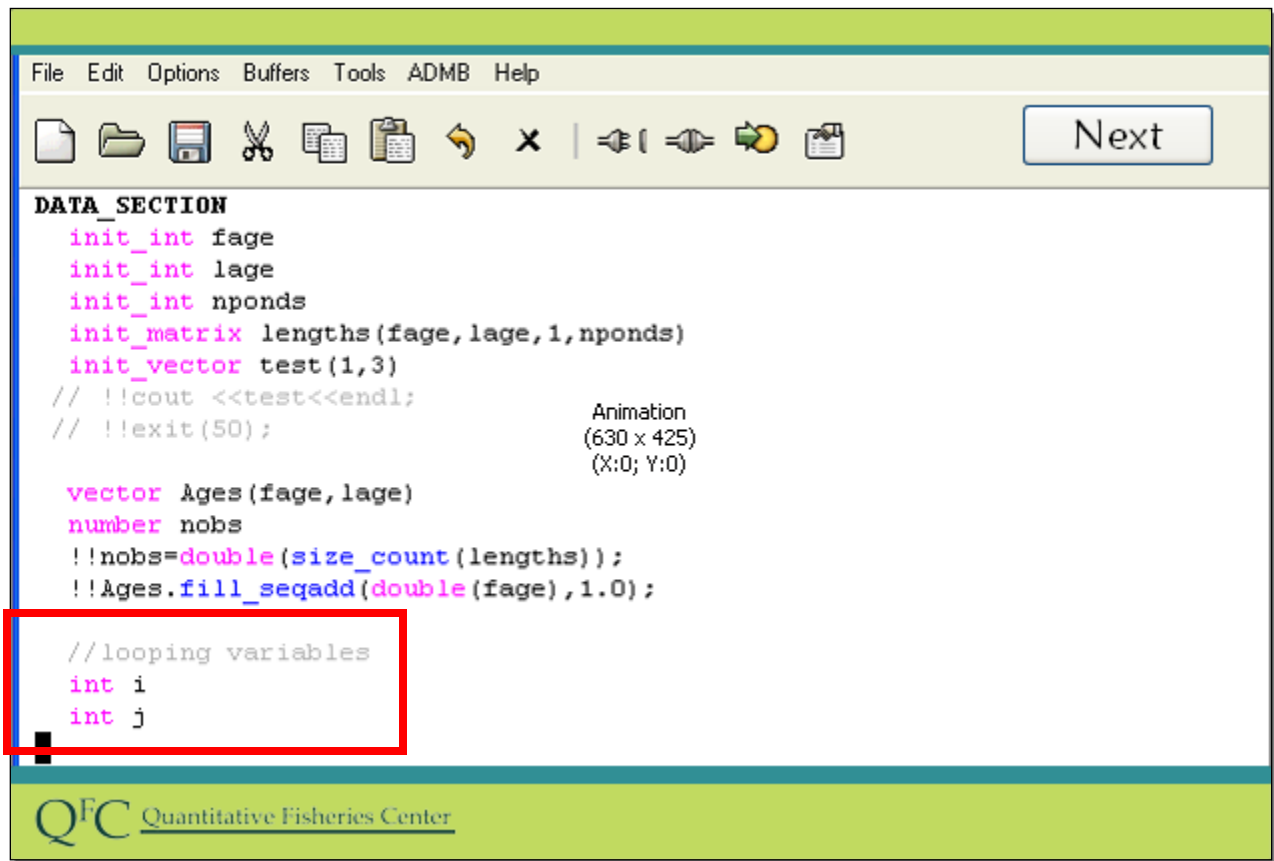 File Edit Options Buffers Tools ADMB Help
Next
DATA_SECTION
init_int fage
init_int lage
init_int nponds
init_matrix lengths(fage,lage,1,nponds)
init_vector test(1,3)
// !!cout <<test<<endl;
// !!exit(50);
Animation
(630 x 425)
(X:0; Y:0)
vector Ages(fage,lage)
number nobs
!!nobs=double(size_count(lengths));
!!Ages.fill_seqadd(double(fage),1.0);
//looping variables
int i
int j
QFC Quantitative Fisheries Center